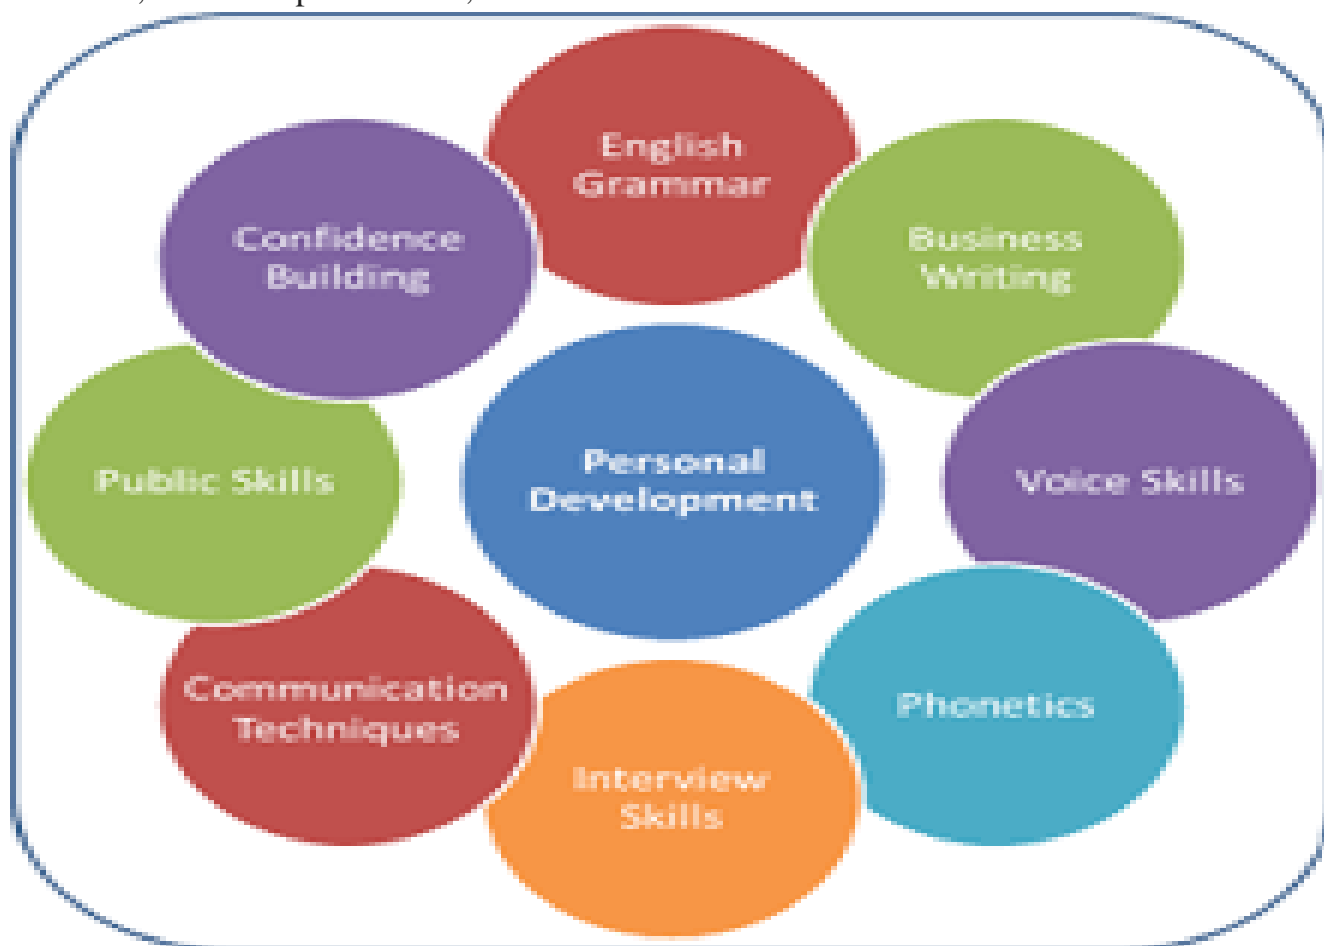 English
Grammar
Business
Writing
Voice Skills
Phonetics
Interview
Skills
Communication
Techniques
Public Skills
Confidence
Building
Personal
Development